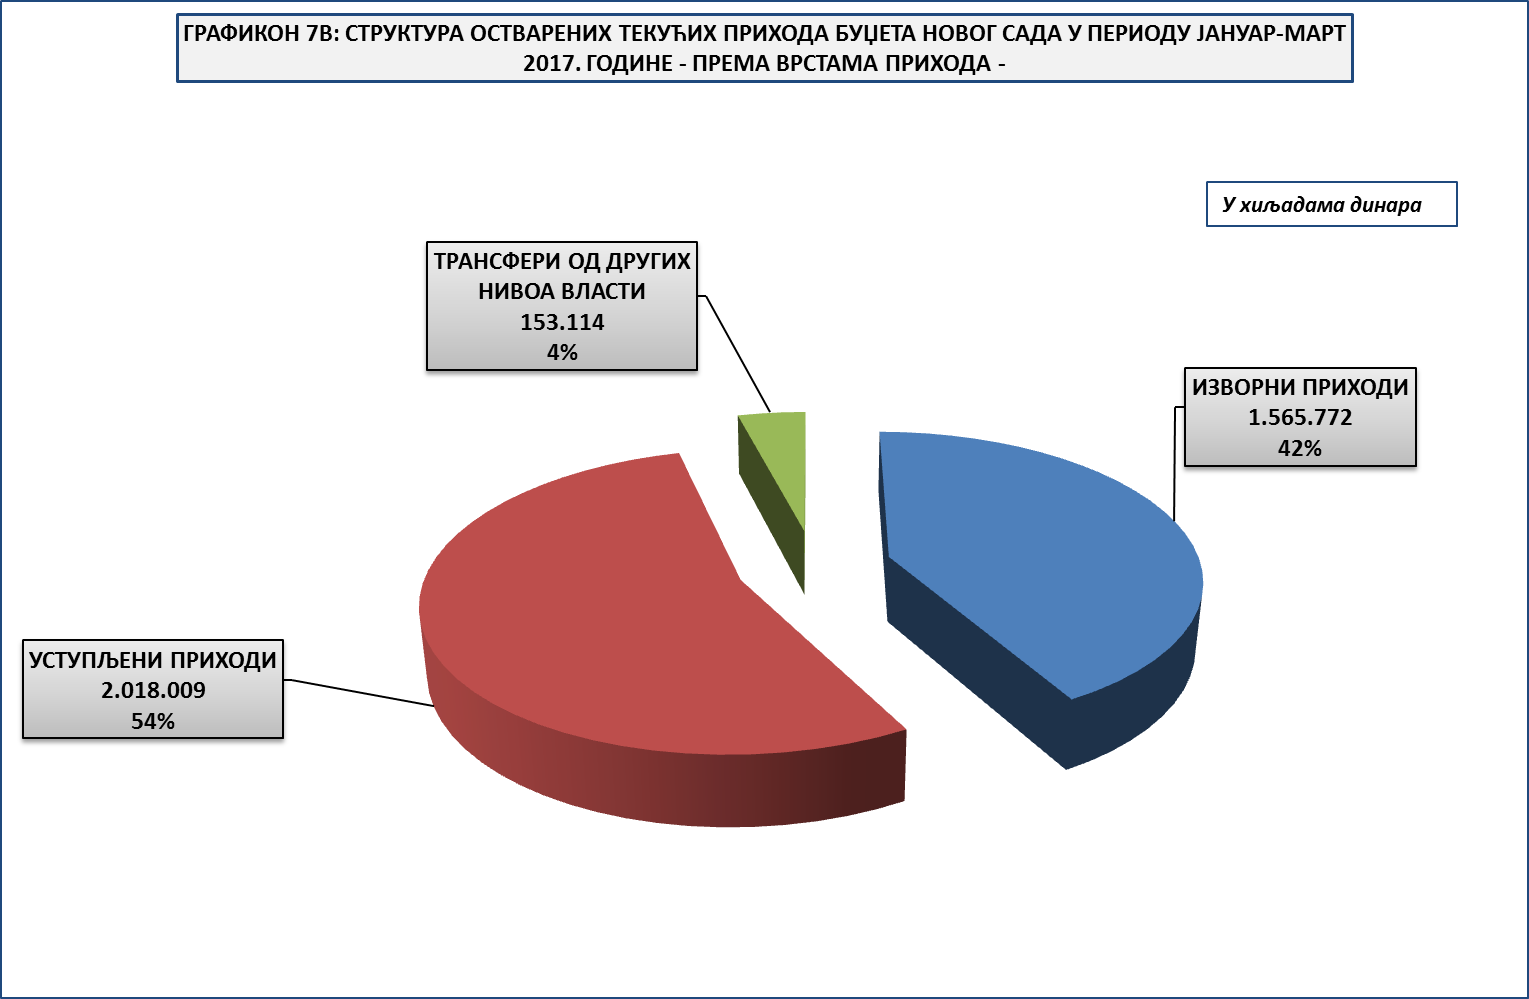 ГРАФИКОН 7В: СТРУКТУРА ОСТВАРЕНИХ ТЕКУЋИХ ПРИХОДА БУЏЕТА НОВОГ САДА У ПЕРИОДУ ЈАНУАР-МАРТ
2017. ГОДИНЕ - ПРЕМА ВРСТАМА ПРИХОДА -
У хиљадама динара
ТРАНСФЕРИ ОД ДРУГИХ
НИВОА ВЛАСТИ
153.114
4%
ИЗВОРНИ ПРИХОДИ
1.565.772
42%
УСТУПЉЕНИ ПРИХОДИ
2.018.009
54%